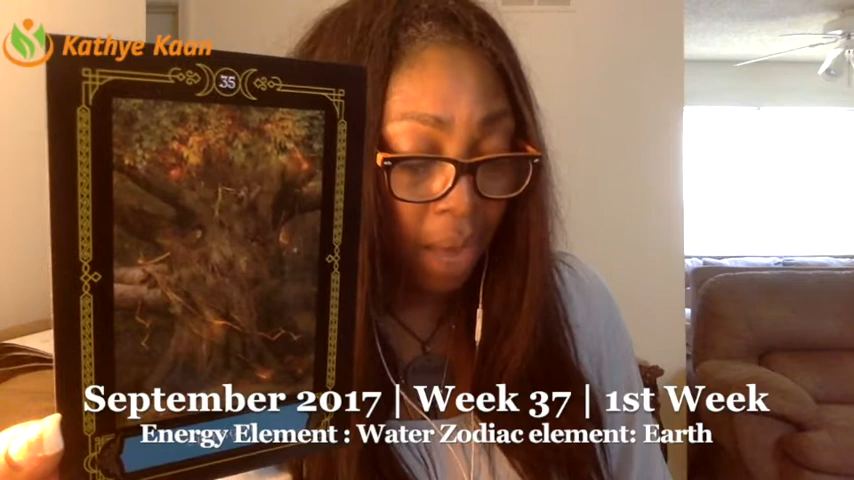 Kathye Kaan
35
September 2017 | Week 37 | 1st Week
Energy Element : Water Zodiac element: Earth